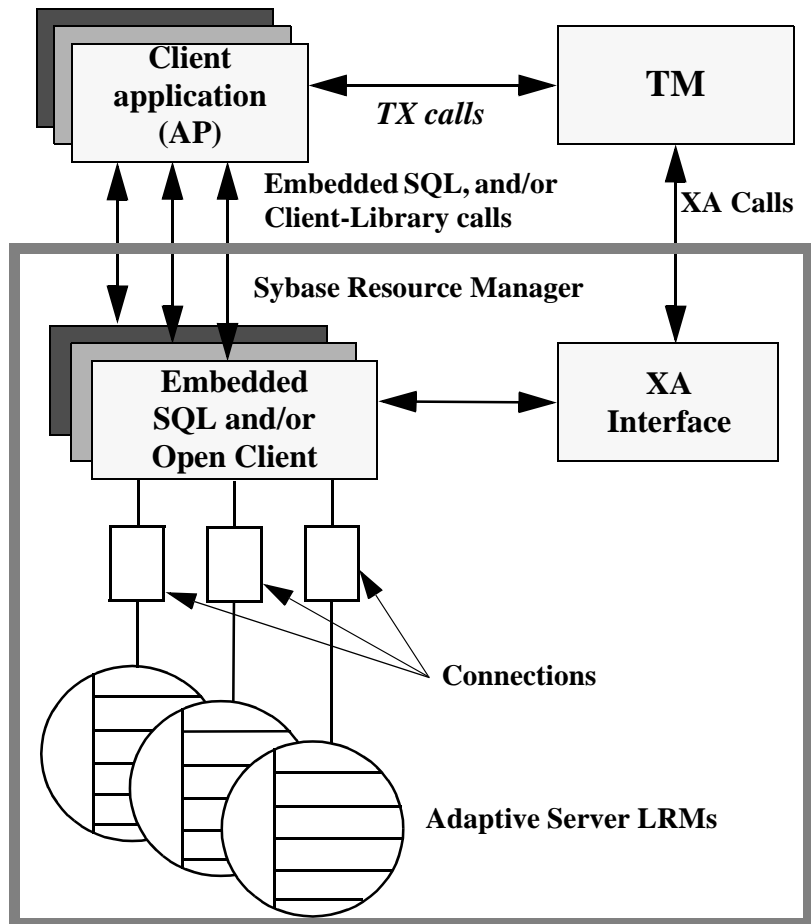 Client
application
(AP)
TM
TX calls
Embedded SQL, and/or
Client-Library calls
XA Calls
Sybase Resource Manager
Embedded
SQL and/or
Open Client
XA
Interface
Connections
Adaptive Server LRMs